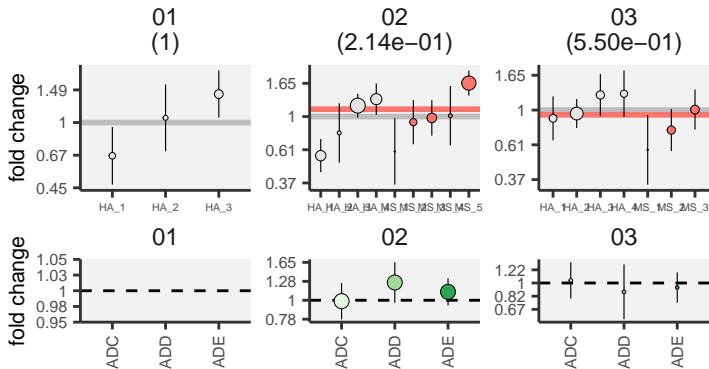 01 02 03
(1) (2.14e−01) (5.50e−01)
fold change
1.49
1
0.67
0.45
HA_1 HA_2 HA_3
1.65
1
0.61
0.37
MS_5
1.65
1
0.61
0.37
HA_1 HA_2 HA_3 HA_4 MS_1 MS_2 MS_3
01 02 03
fold change
1.05
1.03
1
0.98
0.95
ADC ADD ADE
1.65
1.28
1
0.78
ADC ADD ADE
1.22
1
0.82
0.67
ADC ADD ADE